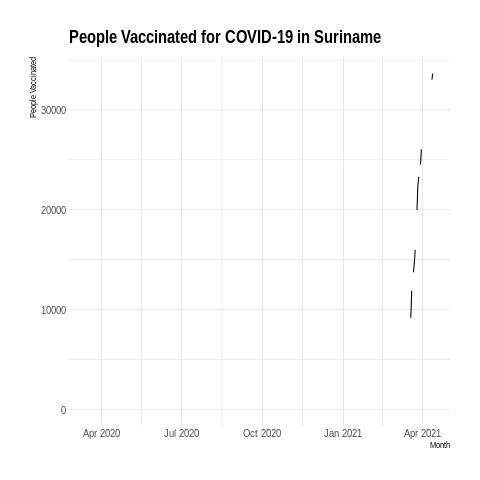 People Vaccinated for COVID-19 in Suriname
People Vaccinated
30000
20000
10000
0
Apr 2020 Jul 2020 Oct 2020 Jan 2021 Apr 2021
Month